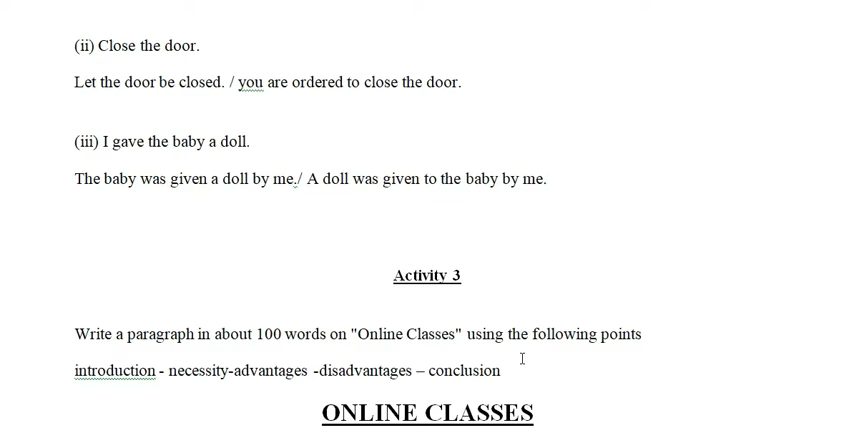 (ii) Close the door.
Let the door be closed. / you are ordered to close the door.
(iii) I gave the baby a doll.
The baby was given a doll by me./ A doll was given to the baby by me.
Activity 3
Write a paragraph in about 100 words on "Online Classes" using the following points
introduction - necessity-advantages -disadvantages – conclusion
ONLINE CLASSES